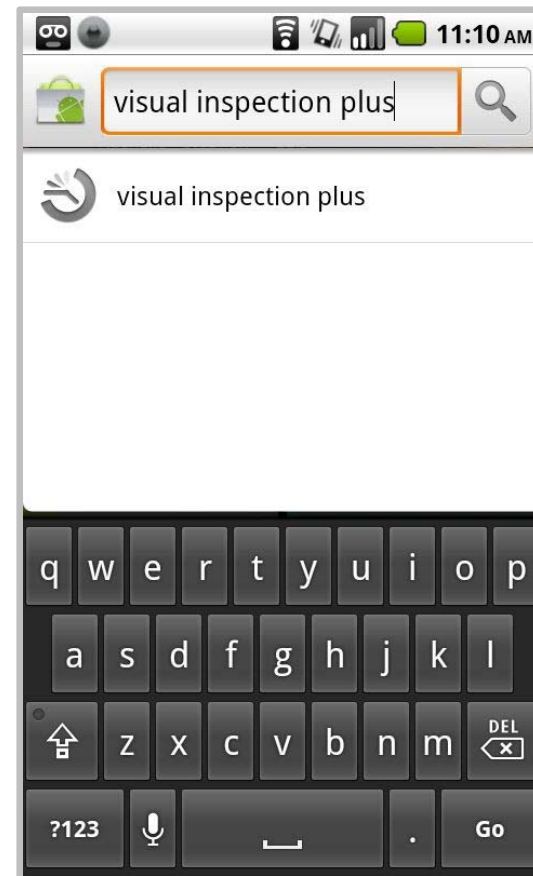 11:10 AM
visual inspection plus
visual inspection plus
q w e r t y u i o p
a s d f g h j k l
z x c v b n m DEL
?123 . Go